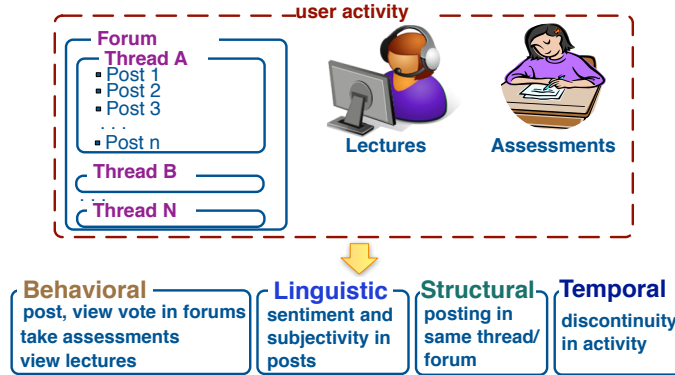 user activity
Forum
Thread A
Post 1
Post 2
Post 3
. . .
Post n
Thread B
. . .
Thread N
Lectures
Assessments
Behavioral
post, view vote in forums
take assessments
view lectures
Linguistic
sentiment and
subjectivity in
posts
Structural
posting in
same thread/
forum
Temporal
discontinuity
in activity